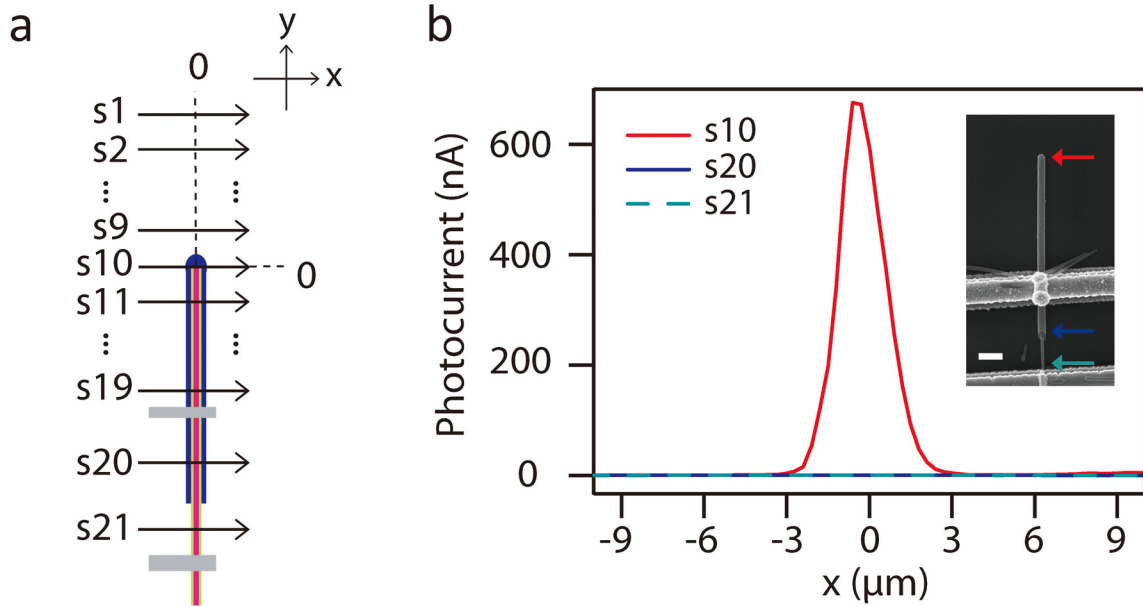 a
y
x
0
s1
s2
...
s9
s10
0
s11
...
s19
s20
s21
b
Photocurrent (nA)
600
400
200
0
s10
s20
s21
-9 -6 -3 0 3 6 9
x (μm)